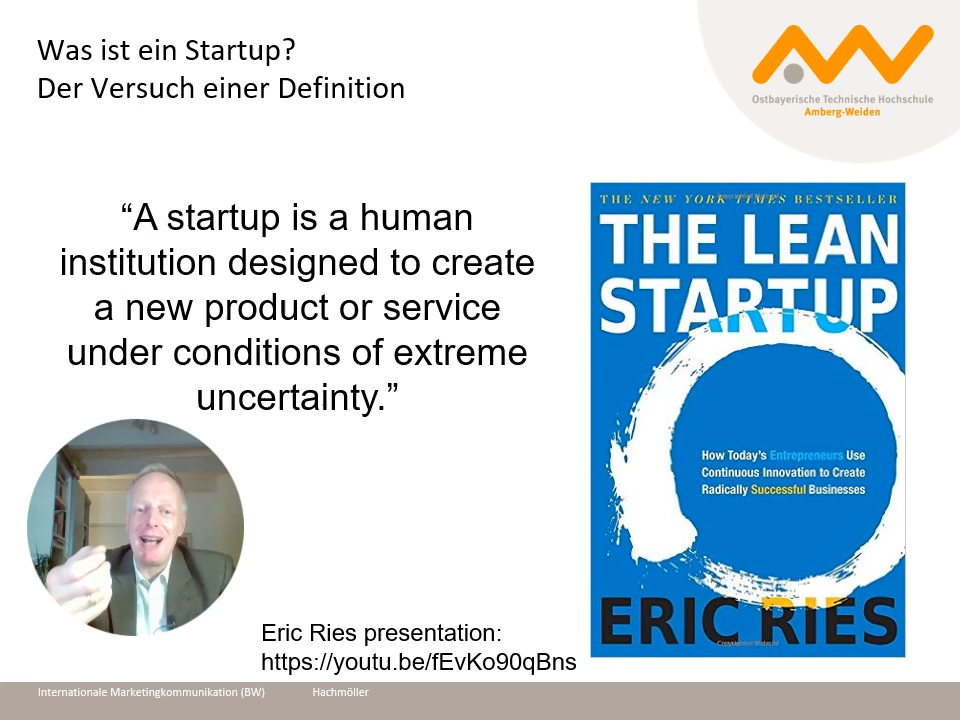 Was ist ein Startup?
Der Versuch einer Definition
Ostbayerische Technische Hochschule
Amberg-Weiden
“A startup is a human
institution designed to create
a new product or service
under conditions of extreme
uncertainty.”
THE NEW YORK TIMES BESTSELLER
THE LEAN
STARTUP
How Today's Entrepreneurs Use
Continuous Innovation to Create
Radically Successful Businesses
ERIC RIES
Copyrighted Material
Eric Ries presentation:
https://youtu.be/fEvKo90qBns
Internationale Marketingkommunikation (BW) Hachmöller